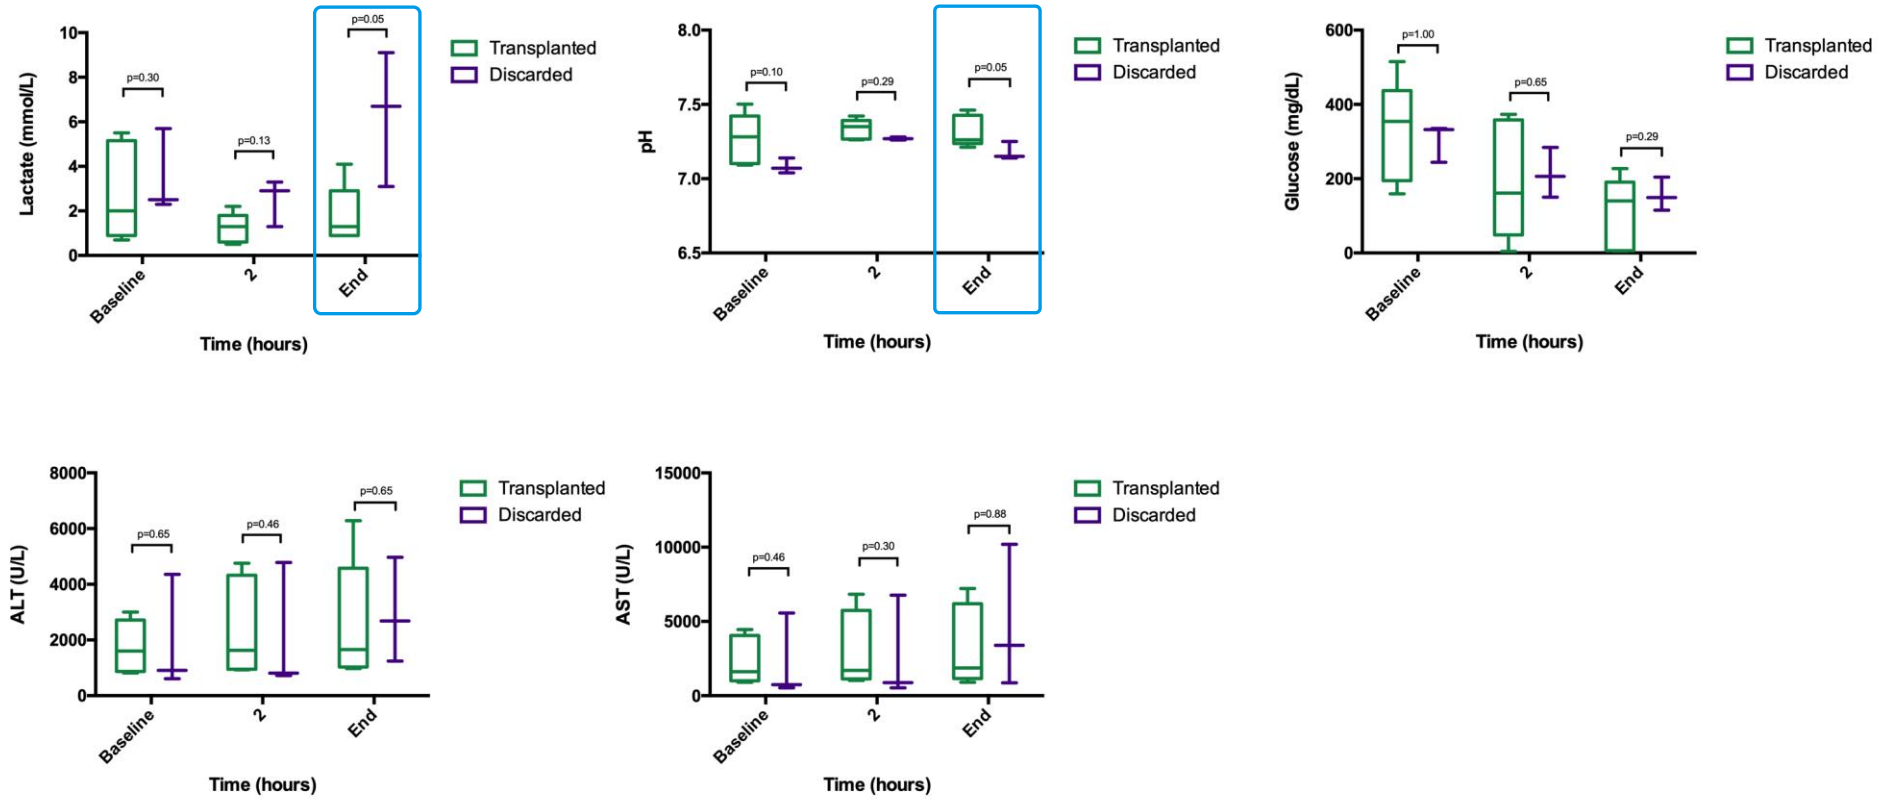 Lactate (mmol/L)
10
8
6
4
2
0
p=0.30
p=0.13
p=0.05
Baseline
2
End
Time (hours)
Transplanted
Discarded
pH
8.0
7.5
7.0
6.5
p=0.10
p=0.29
p=0.05
Baseline
2
End
Time (hours)
Transplanted
Discarded
Glucose (mg/dL)
600
400
200
0
p=1.00
p=0.65
p=0.29
Baseline
2
End
Time (hours)
Transplanted
Discarded
ALT (U/L)
8000
6000
4000
2000
0
p=0.65
p=0.46
p=0.65
Baseline
2
End
Time (hours)
Transplanted
Discarded
AST (U/L)
15000
10000
5000
0
p=0.46
p=0.30
p=0.88
Baseline
2
End
Time (hours)
Transplanted
Discarded